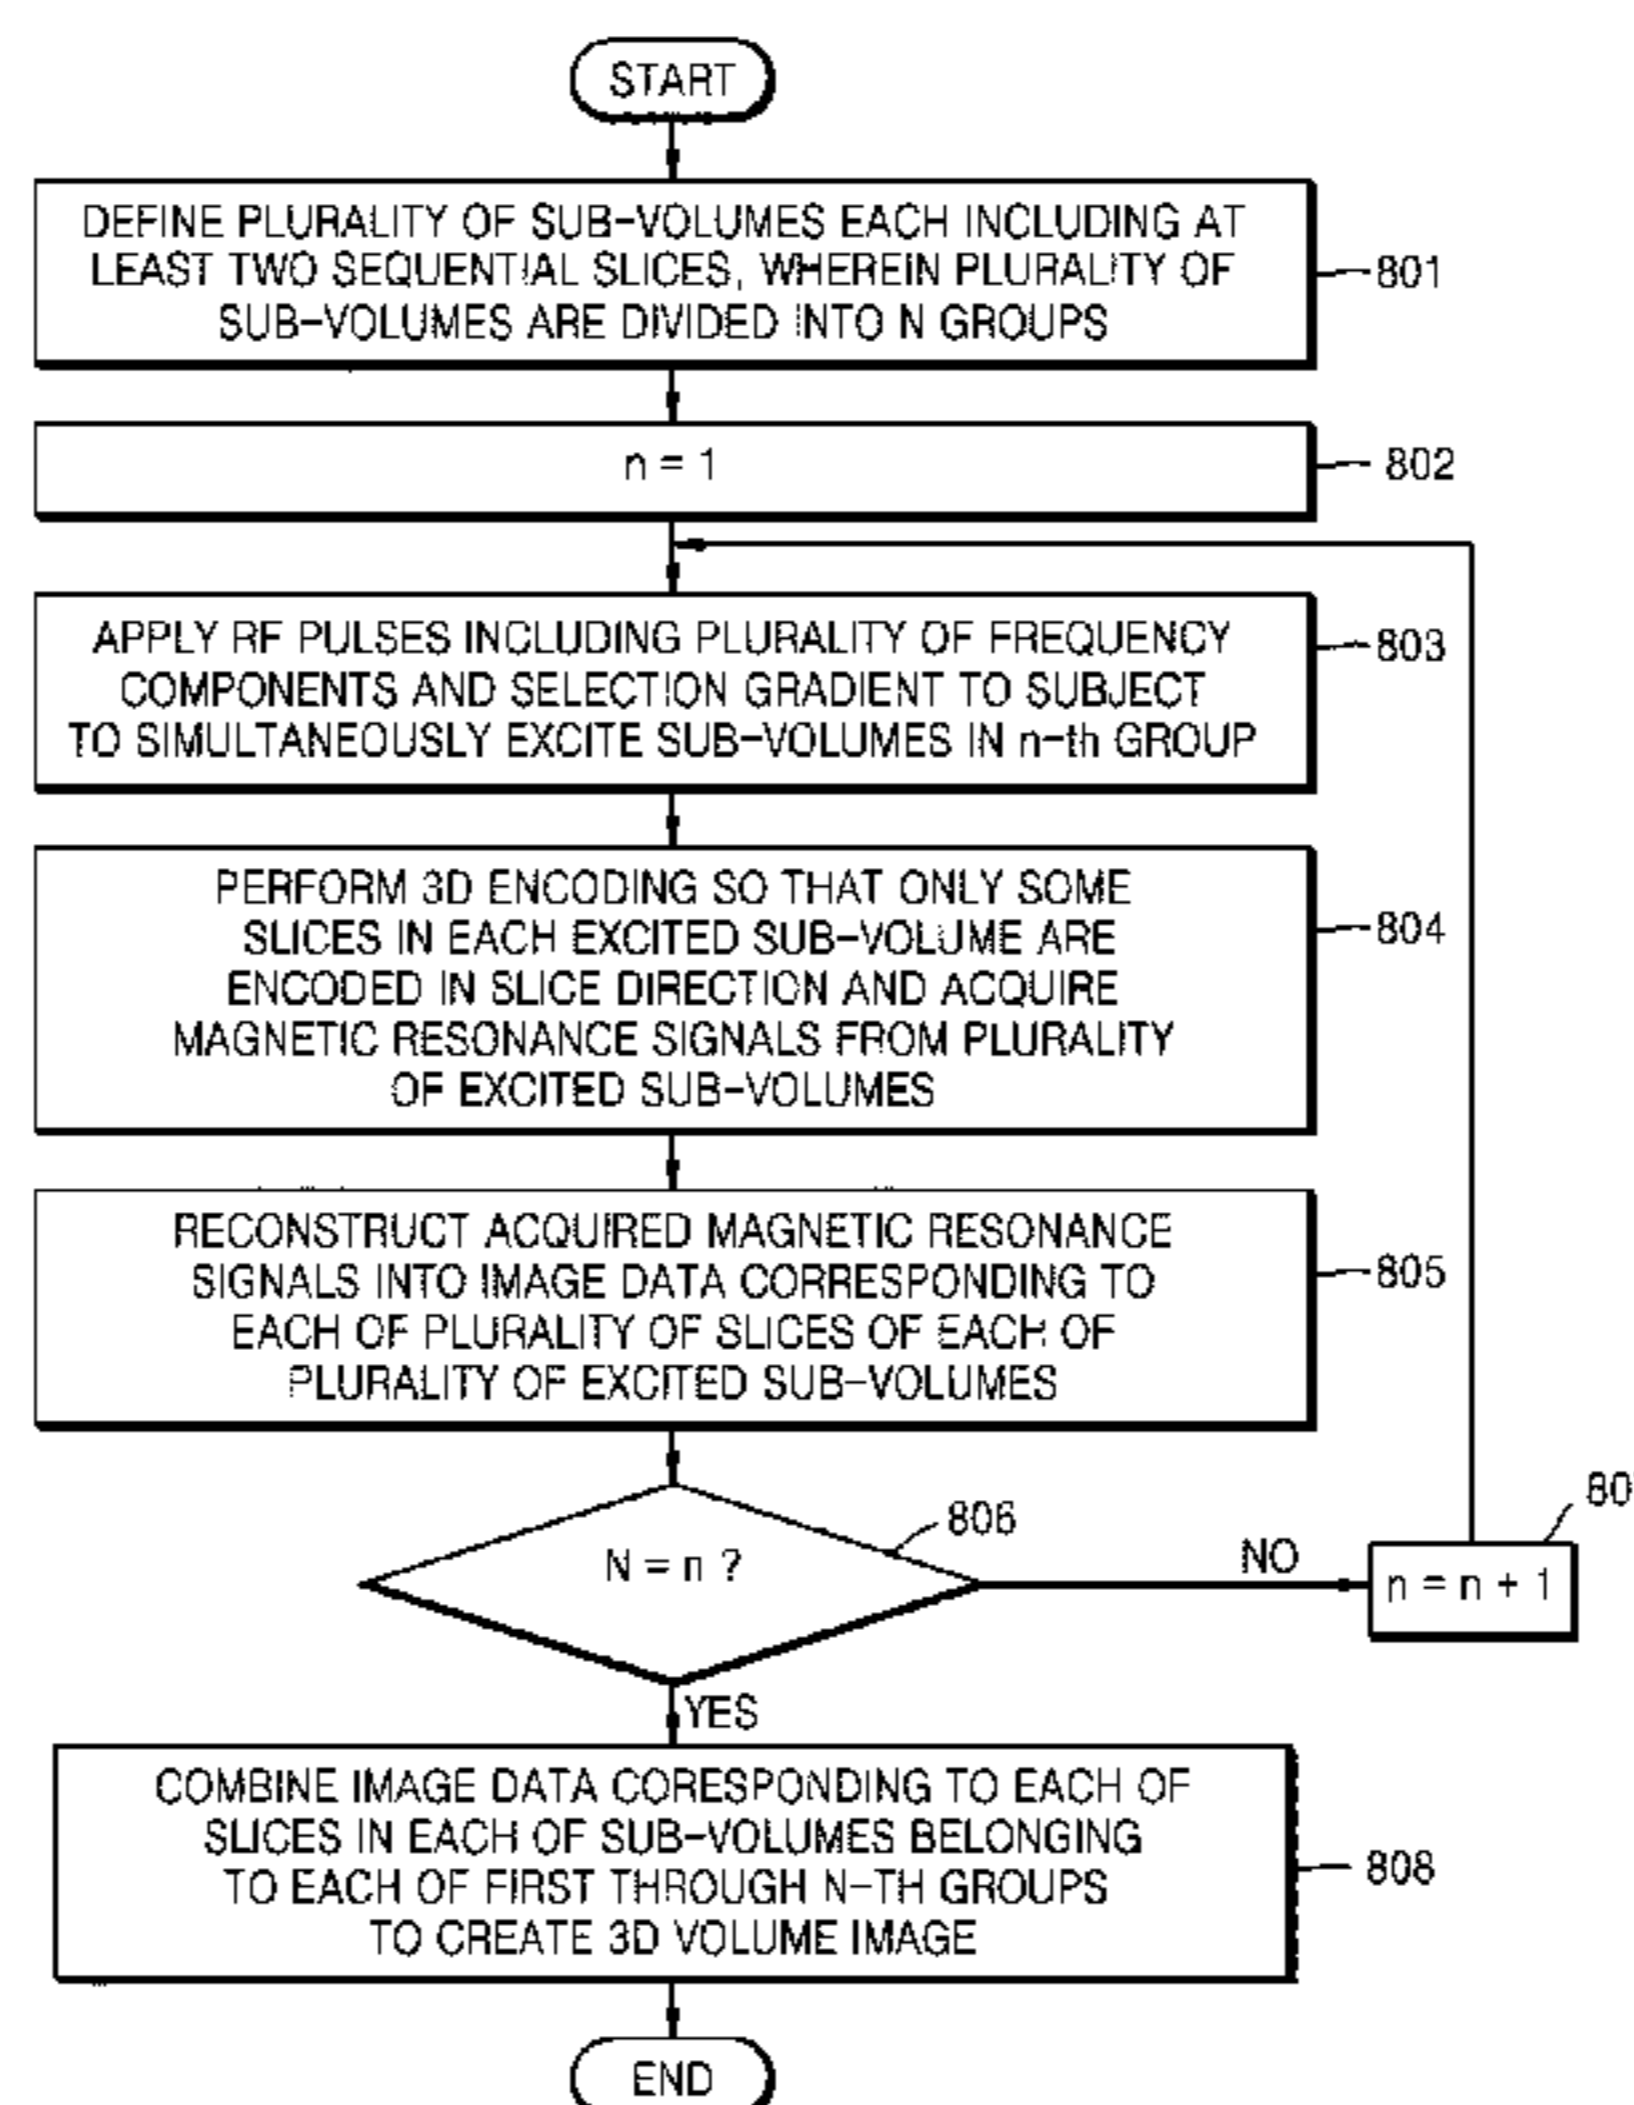 START
DEFINE PLURALITY OF SUB-VOLUMES EACH INCLUDING AT
LEAST TWO SEQUENTIAL SLICES, WHEREIN PLURALITY OF
SUB-VOLUMES ARE DIVIDED INTO N GROUPS
801
n = 1
802
APPLY RF PULSES INCLUDING PLURALITY OF FREQUENCY
COMPONENTS AND SELECTION GRADIENT TO SUBJECT
TO SIMULTANEOUSLY EXCITE SUB-VOLUMES IN n-th GROUP
803
PERFORM 3D ENCODING SO THAT ONLY SOME
SLICES IN EACH EXCITED SUB-VOLUME ARE
ENCODED IN SLICE DIRECTION AND ACQUIRE
MAGNETIC RESONANCE SIGNALS FROM PLURALITY
OF EXCITED SUB-VOLUMES
804
RECONSTRUCT ACQUIRED MAGNETIC RESONANCE
SIGNALS INTO IMAGE DATA CORRESPONDING TO
EACH OF PLURALITY OF SLICES OF EACH OF
PLURALITY OF EXCITED SUB-VOLUMES
805
N = n ?
806
NO
80
n = n + 1
YES
COMBINE IMAGE DATA CORESPONDING TO EACH OF
SLICES IN EACH OF SUB-VOLUMES BELONGING
TO EACH OF FIRST THROUGH N-TH GROUPS
TO CREATE 3D VOLUME IMAGE
808
END